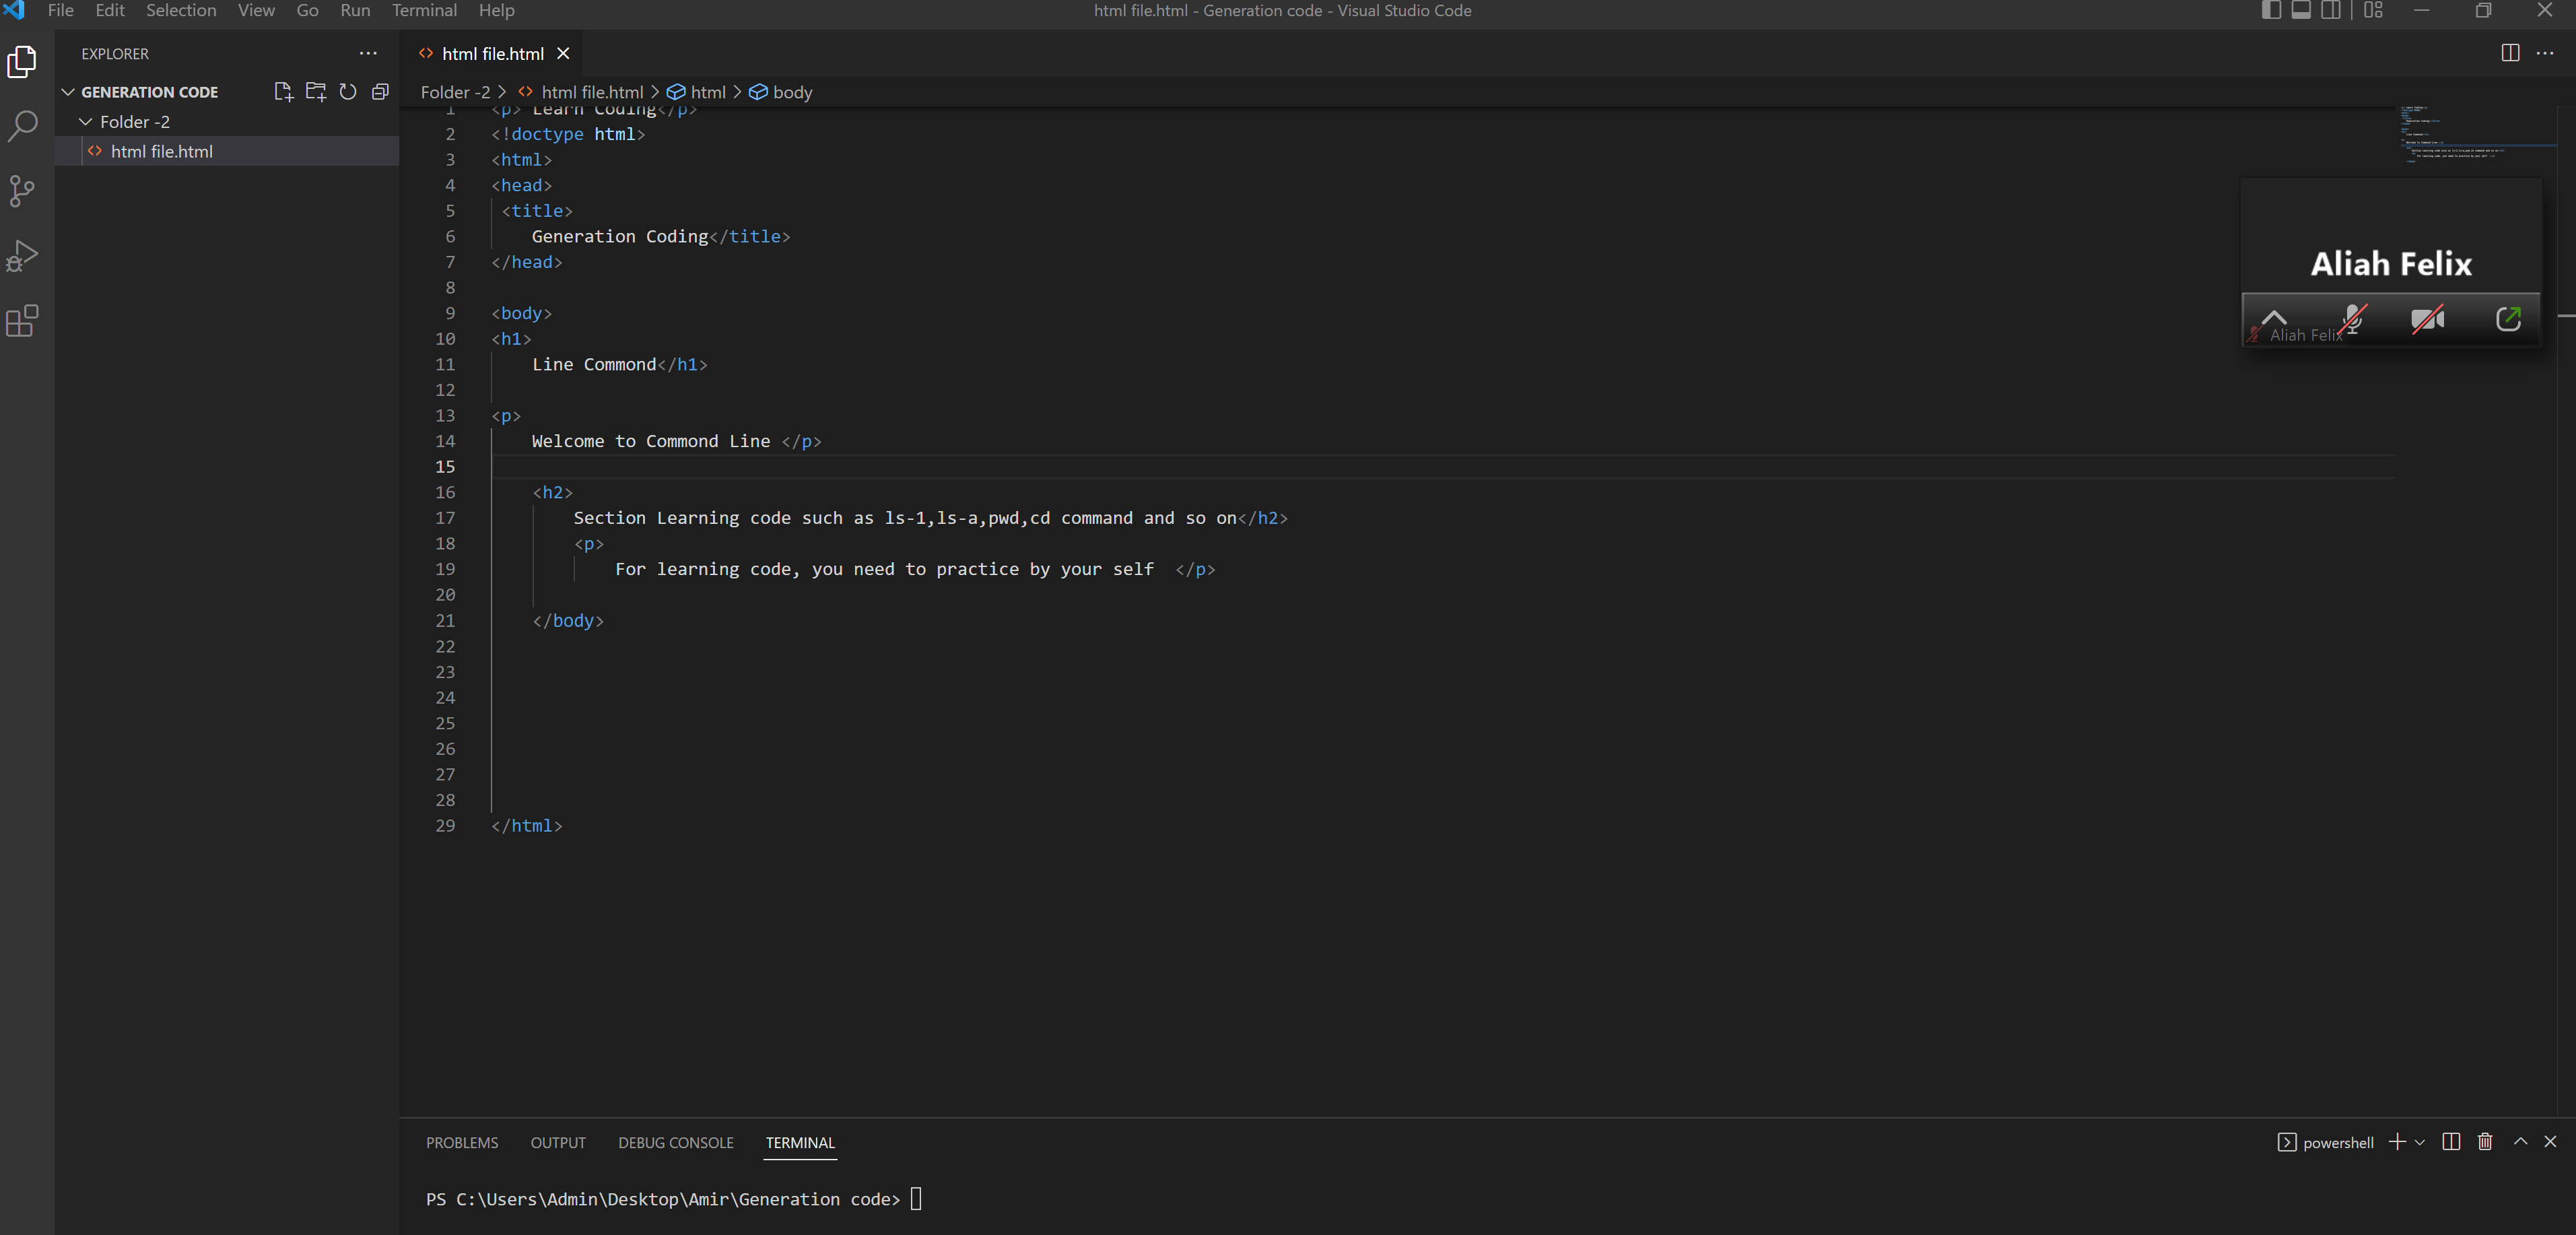 File Edit Selection View Go Run Terminal Help
html file.html - Generation code - Visual Studio Code
EXPLORER
html file.html
GENERATION CODE
Folder -2 > html file.html > html > body
Folder -2
html file.html
1 <p> Learn Coding</p>
2 <!doctype html>
3 <html>
4 <head>
5 <title>
6 Generation Coding</title>
7 </head>
8
9 <body>
10 <h1>
11 Line Commond</h1>
12
13 <p>
14 Welcome to Commond Line </p>
15
16 <h2>
17 Section Learning code such as ls-1,ls-a,pwd,cd command and so on</h2>
18 <p>
19 For learning code, you need to practice by your self </p>
20
21 </body>
22
23
24
25
26
27
28
29 </html>
Aliah Felix
Aliah Felix
PROBLEMS OUTPUT DEBUG CONSOLE TERMINAL
powershell
PS C:\Users\Admin\Desktop\Amir\Generation code>